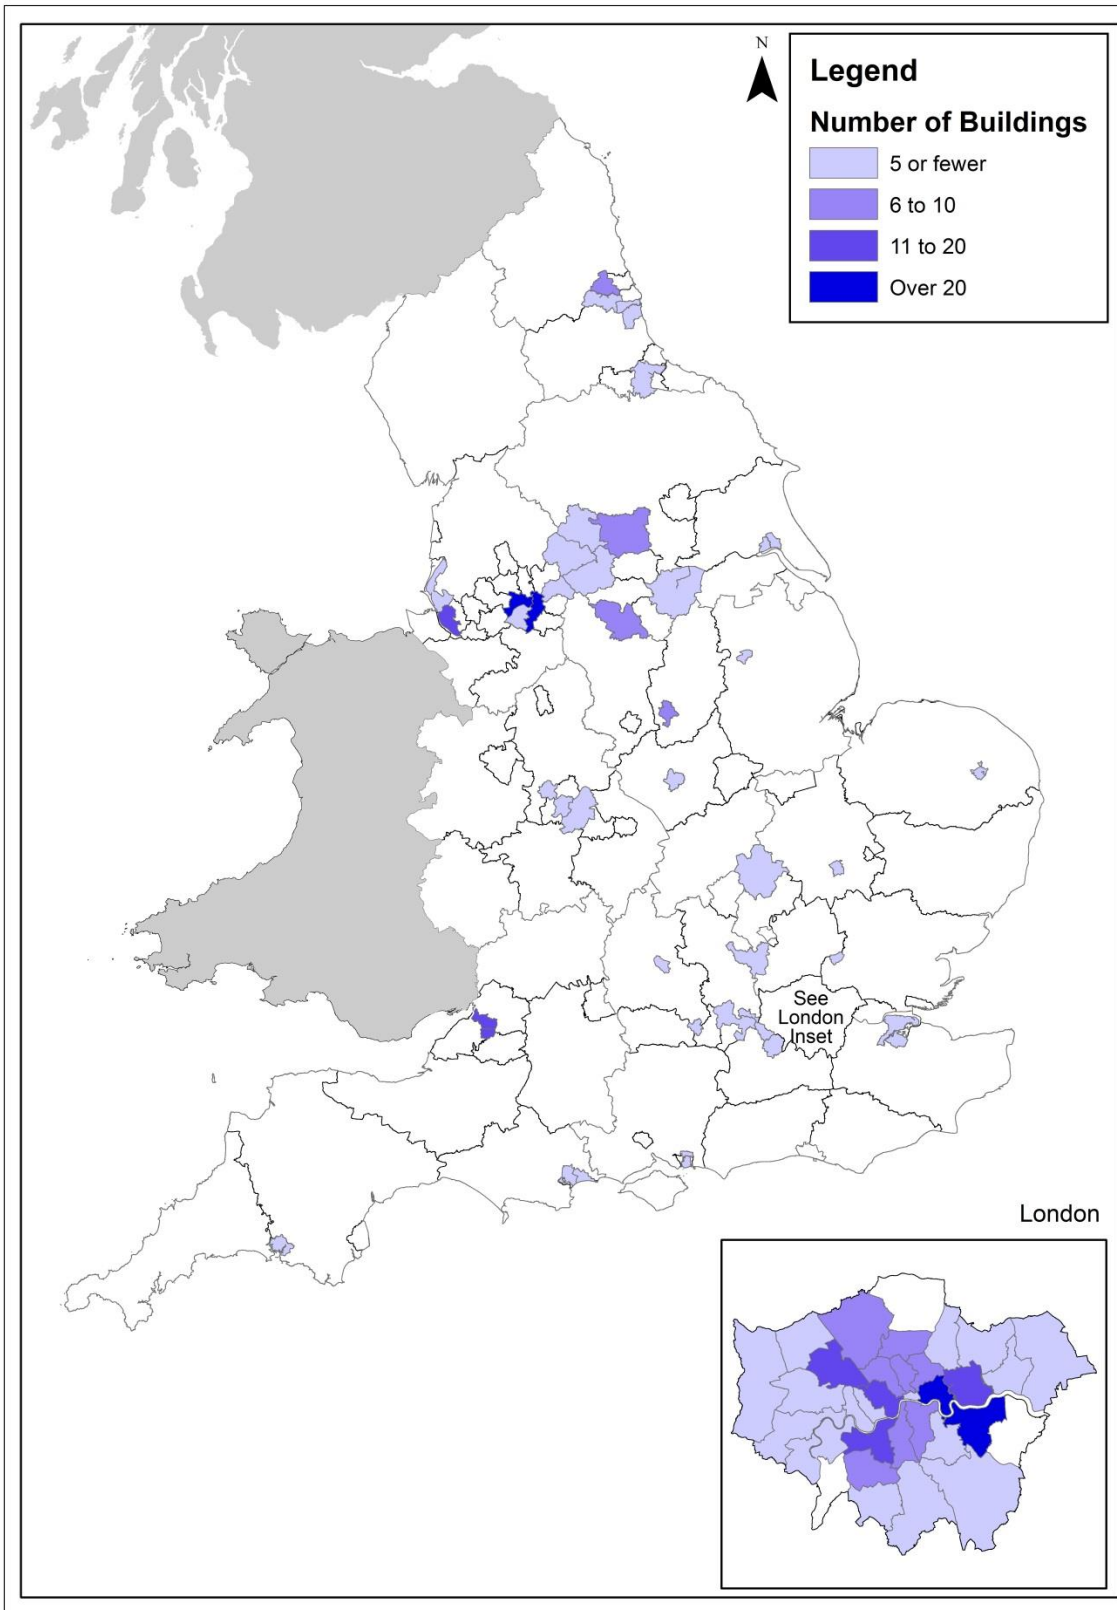 N
Legend
Number of Buildings
5 or fewer
6 to 10
11 to 20
Over 20
See
London
Inset
London